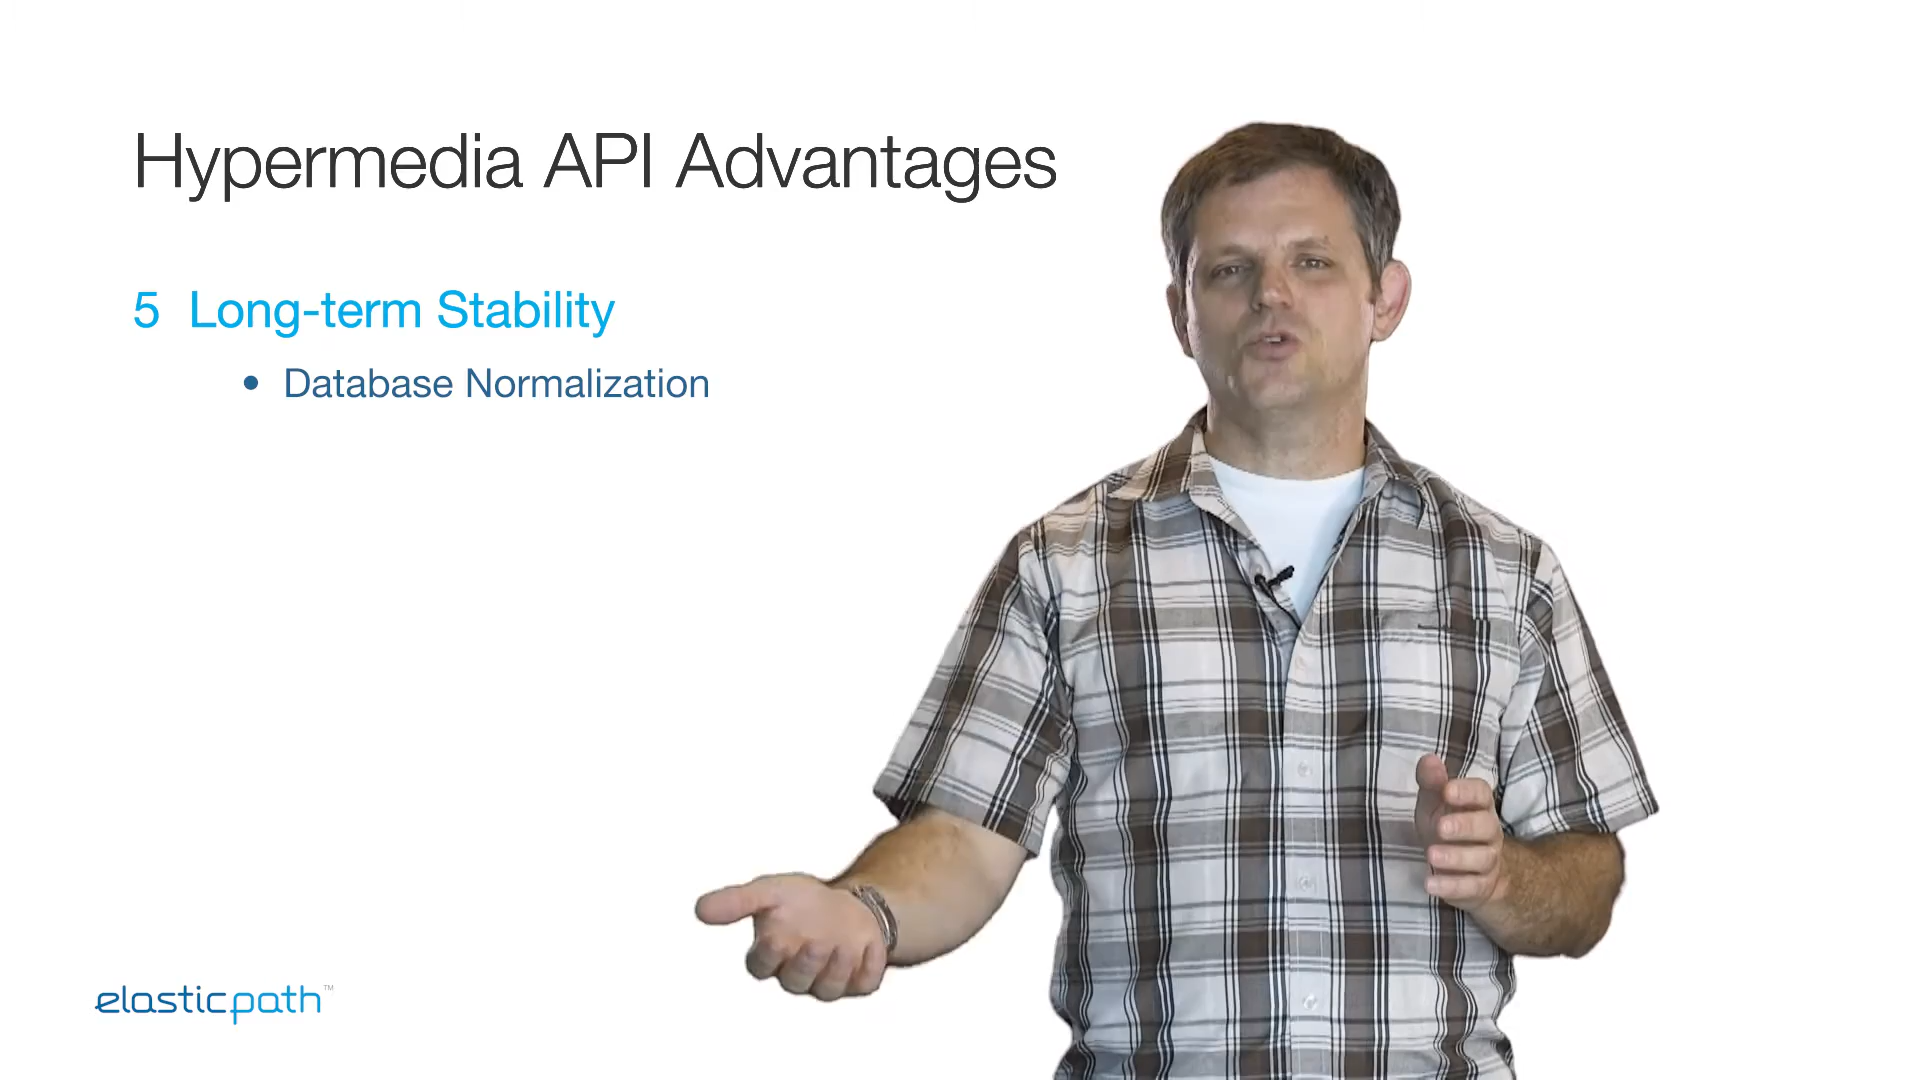 Hypermedia API Advantages
5 Long-term Stability
• Database Normalization
elasticpath™